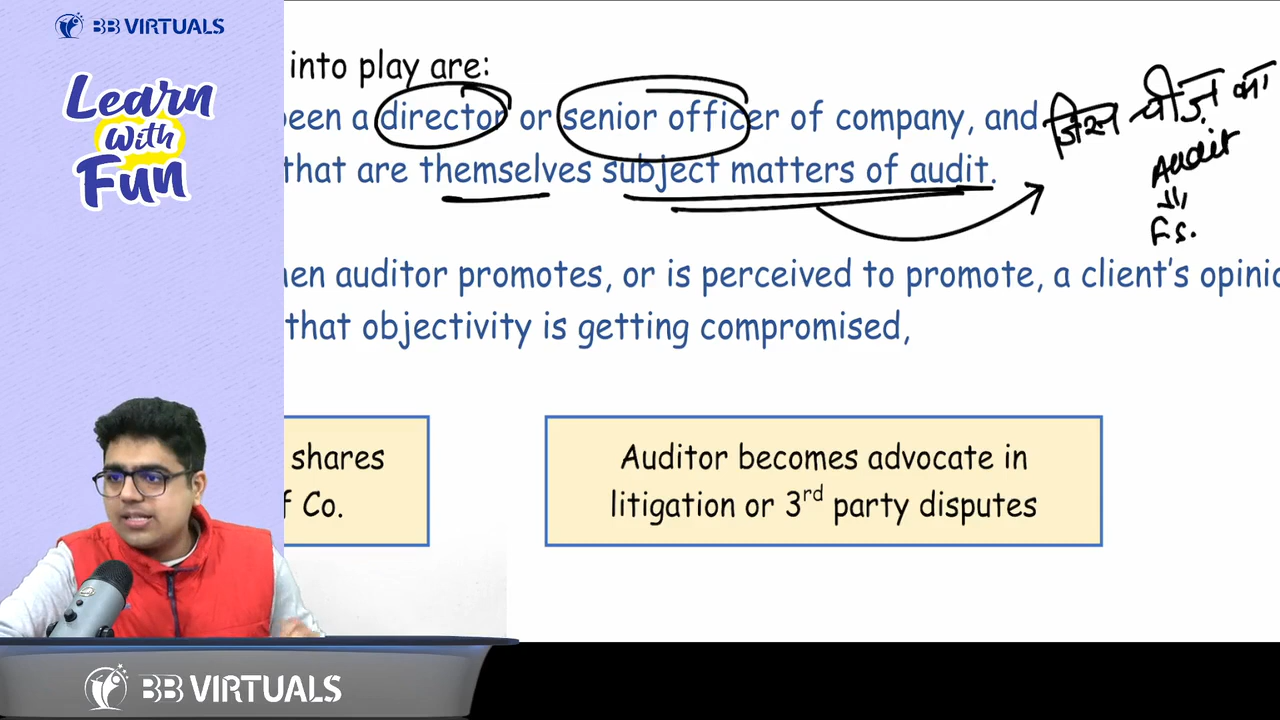 BB VIRTUALS
Learn
With
Fun
into play are:
been a director or senior officer of company, and
that are themselves subject matters of audit.
जिस चीज का
Audit
F.S.
hen auditor promotes, or is perceived to promote, a client's opinio
that objectivity is getting compromised,
shares
f Co.
Auditor becomes advocate in
litigation or 3rd party disputes
BB VIRTUALS